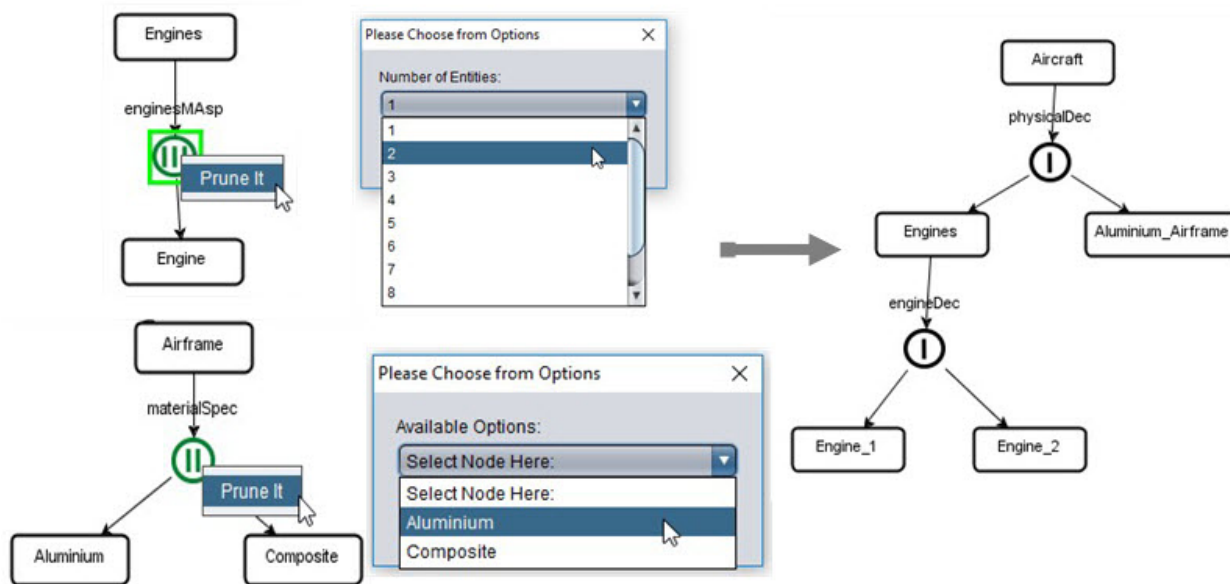 Engines
enginesMAsp
Prune It
Engine
Please Choose from Options
Number of Entities:
1
1
2
3
4
5
6
7
8
Airframe
materialSpec
Prune It
Aluminium
Composite
Please Choose from Options
Available Options:
Select Node Here:
Select Node Here:
Aluminium
Composite
Aircraft
physicalDec
Engines
Aluminium_Airframe
engineDec
Engine_1
Engine_2